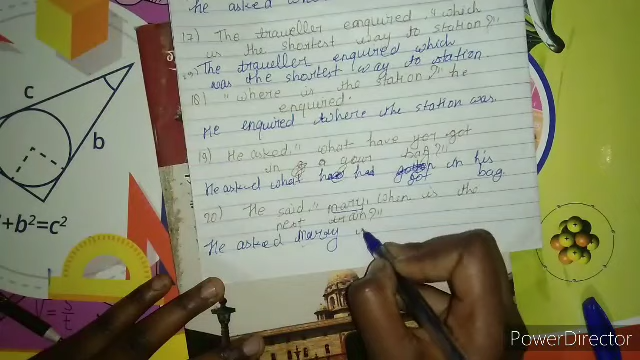 he asked
17) The traveller enquired "which
is the shortest way to station?"
The traveller enquired which
was the shortest way to station
18) "where is the station?" he
enquired.
He enquired where the station was.
19) He asked "what have you got
in your bag?"
He asked what had got in his bag.
20) He said "mary, when is the
next train?"
He asked Marry
c
b
+b²=c²
PowerDirector